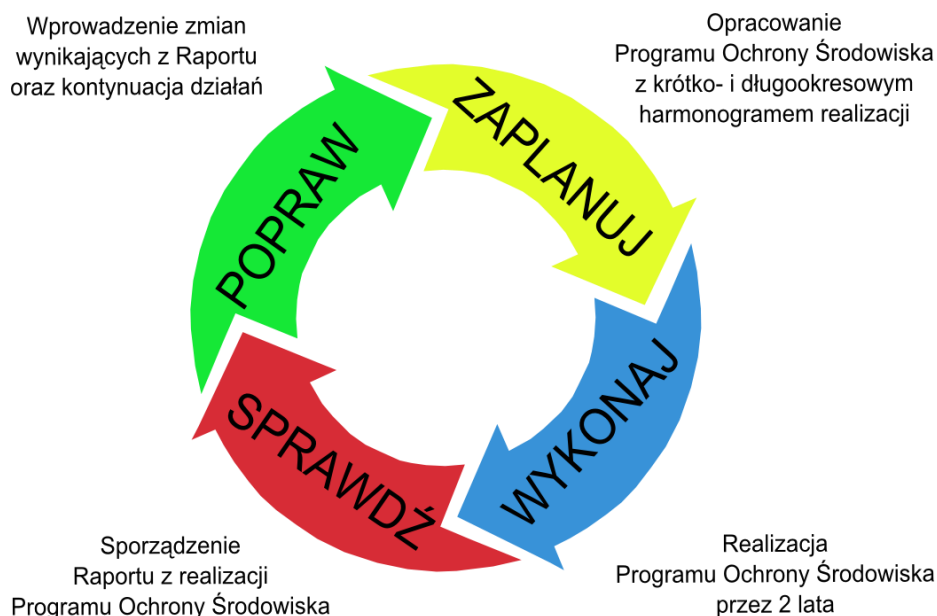 Wprowadzenie zmian
wynikających z Raportu
oraz kontynuacja działań
Opracowanie
Programu Ochrony Środowiska
z krótko- i długookresowym
harmonogramem realizacji
ZAPLANUJ
POPRAW
WYKONAJ
SPRAWDŹ
Sporządzenie
Raportu z realizacji
Programu Ochrony Środowiska
Realizacja
Programu Ochrony Środowiska
przez 2 lata